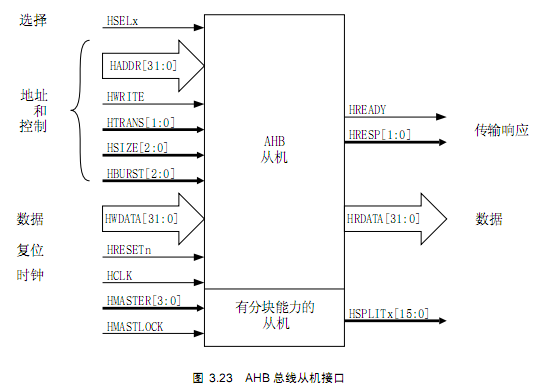 选择
HSELx
HADDR[31:0]
地址
和
控制
HWRITE
HTRANS[1:0]
HSIZE[2:0]
HBURST[2:0]
AHB
从机
HREADY
HRESP[1:0]
传输响应
数据
HWDATA[31:0]
HRDATA[31:0]
数据
复位
HRESETn
时钟
HCLK
HMASTER[3:0]
HMASTLOCK
有分块能力的
从机
HSPLITx[15:0]
图 3.23 AHB 总线从机接口